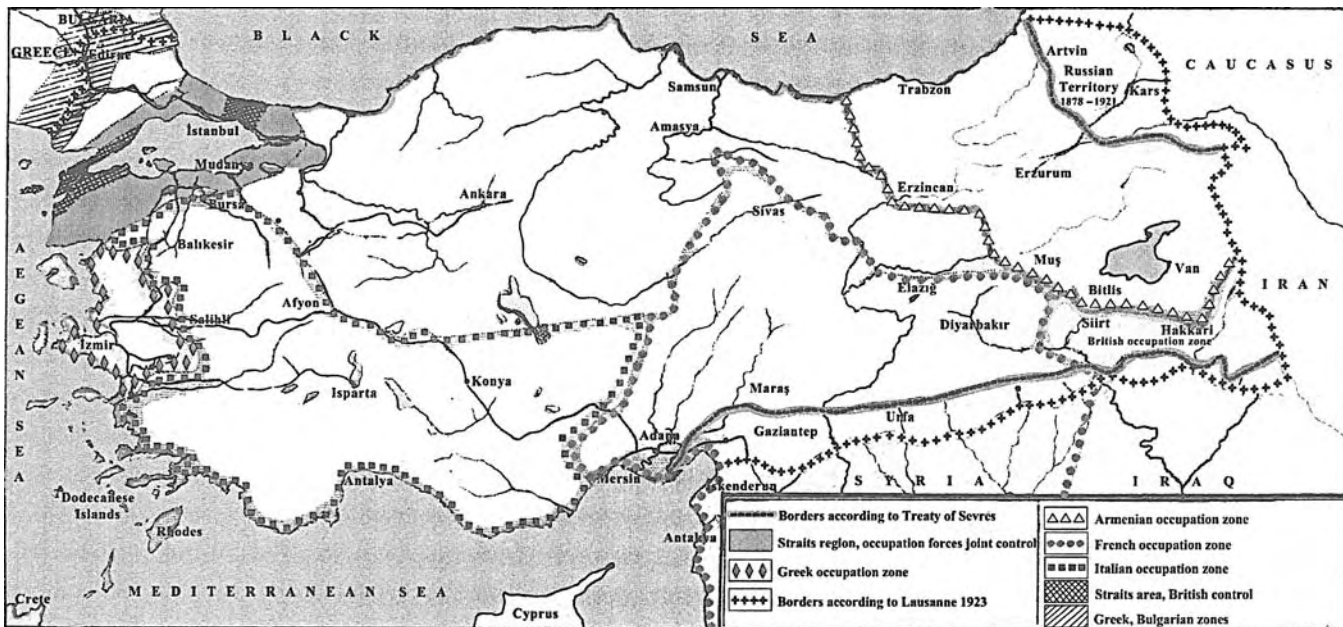 BULGARIA
BLACK SEA
GREECE
Edirne
Artvin
CAUCASUS
Russian
Territory
1878 – 1921
Kars
Samsun
Trabzon
İstanbul
Amasya
Mudanya
Erzurum
Ankara
Erzincan
Bursa
Sivas
Balıkesir
AEGEAN SEA
Muş
Van
IRAN
Elazığ
Bitlis
Afyon
Salihli
Diyarbakır
Siirt
Hakkari
British occupation zone
İzmir
Konya
Isparta
Maraş
Urfa
Adana
Gaziantep
Mersin
Antalya
İskenderun
SYRIA
IRAQ
Dodecanese
Islands
Rhodes
Antakya
MEDITERRANEAN SEA
Crete
Cyprus
Borders according to Treaty of Sevres
Straits region, occupation forces joint control
Greek occupation zone
Borders according to Lausanne 1923
Armenian occupation zone
French occupation zone
Italian occupation zone
Straits area, British control
Greek, Bulgarian zones